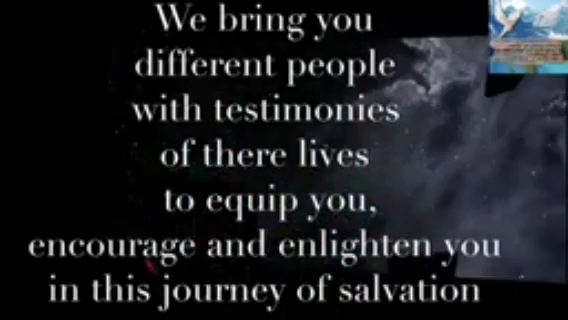 We bring you
different people
with testimonies
of there lives
to equip you,
encourage and enlighten you
in this journey of salvation